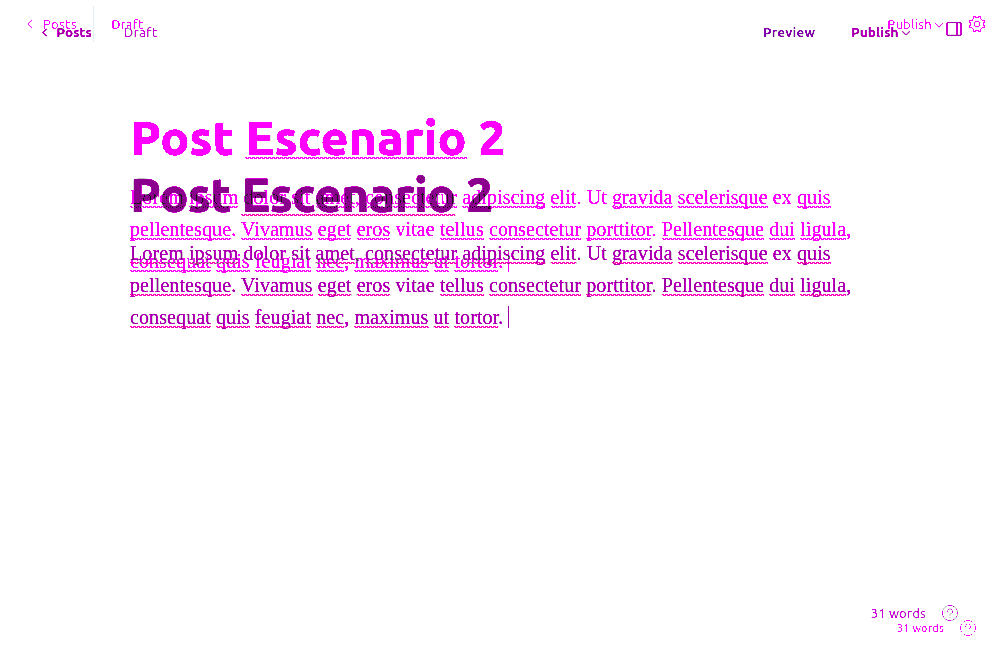 Posts Draft Publish
Posts Draft Preview Publish
Post Escenario 2
Post Escenario 2
Lorem ipsum dolor sit amet, consectetur adipiscing elit. Ut gravida scelerisque ex quis
pellentesque. Vivamus eget eros vitae tellus consectetur porttitor. Pellentesque dui ligula,
Lorem ipsum dolor sit amet, consectetur adipiscing elit. Ut gravida scelerisque ex quis
consequat quis feugiat nec, maximus ut tortor.
pellentesque. Vivamus eget eros vitae tellus consectetur porttitor. Pellentesque dui ligula,
consequat quis feugiat nec, maximus ut tortor.
31 words ?
31 words ?